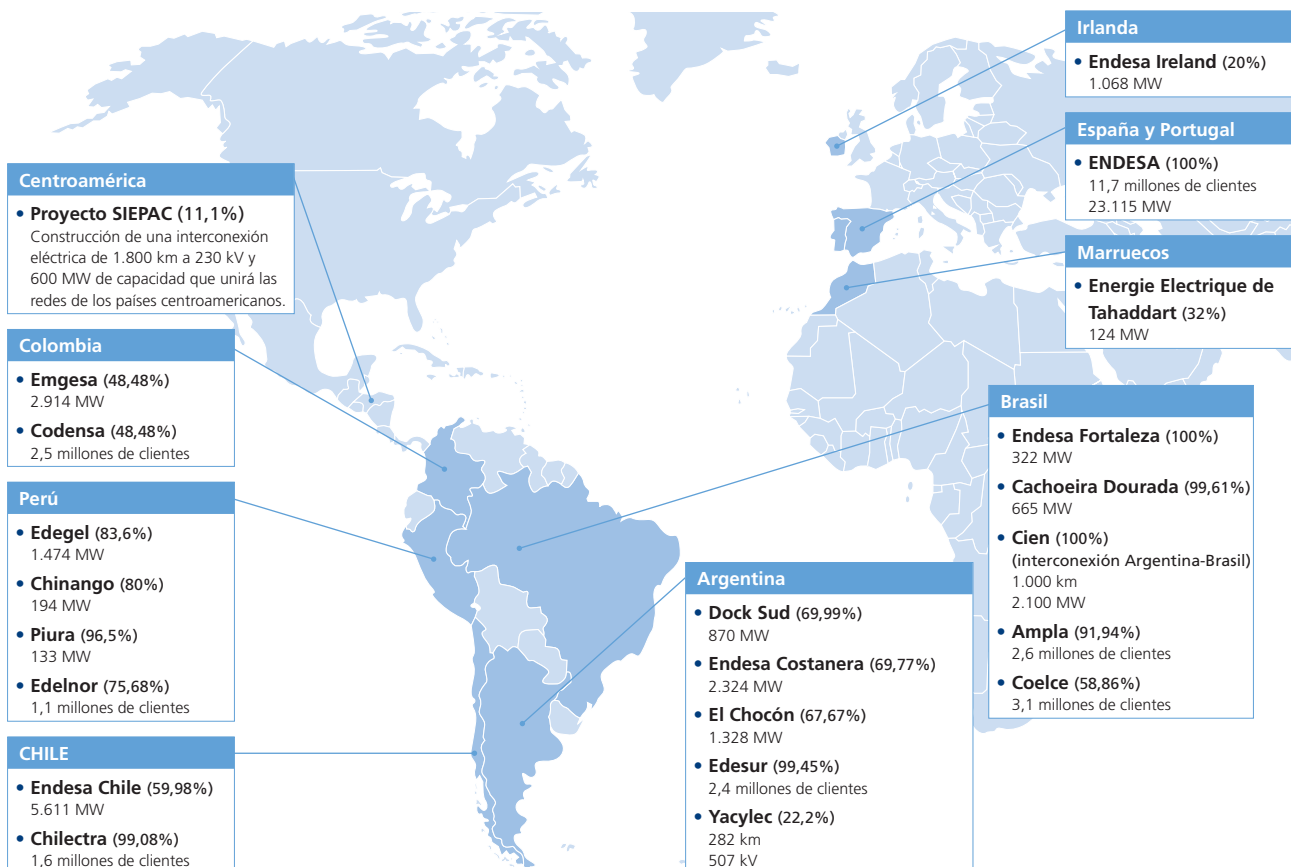 Irlanda
• Endesa Ireland (20%)
1.068 MW
España y Portugal
• ENDESA (100%)
11,7 millones de clientes
23.115 MW
Marruecos
• Energie Electrique de
Tahaddart (32%)
124 MW
Centroamérica
• Proyecto SIEPAC (11,1%)
Construcción de una interconexión
eléctrica de 1.800 km a 230 kV y
600 MW de capacidad que unirá las
redes de los países centroamericanos.
Colombia
• Emgesa (48,48%)
2.914 MW
• Codensa (48,48%)
2,5 millones de clientes
Perú
• Edegel (83,6%)
1.474 MW
• Chinango (80%)
194 MW
• Piura (96,5%)
133 MW
• Edelnor (75,68%)
1,1 millones de clientes
CHILE
• Endesa Chile (59,98%)
5.611 MW
• Chilectra (99,08%)
1,6 millones de clientes
Argentina
• Dock Sud (69,99%)
870 MW
• Endesa Costanera (69,77%)
2.324 MW
• El Chocón (67,67%)
1.328 MW
• Edesur (99,45%)
2,4 millones de clientes
• Yacylec (22,2%)
282 km
507 kV
Brasil
• Endesa Fortaleza (100%)
322 MW
• Cachoeira Dourada (99,61%)
665 MW
• Cien (100%)
(interconexión Argentina-Brasil)
1.000 km
2.100 MW
• Ampla (91,94%)
2,6 millones de clientes
• Coelce (58,86%)
3,1 millones de clientes